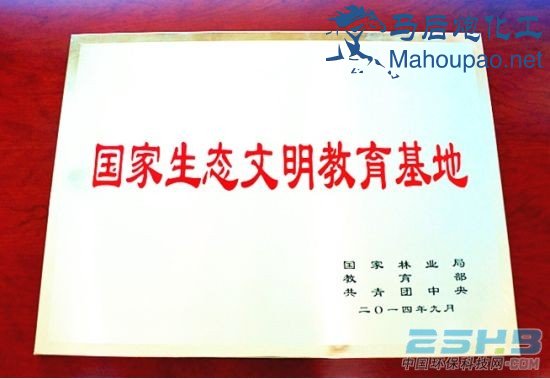 马后炮化工
Mahoupao.net
国家生态文明教育基地
国家林业局
教育部
共青团中央
二〇一四年九月
25HB
中国环保科技网.COM